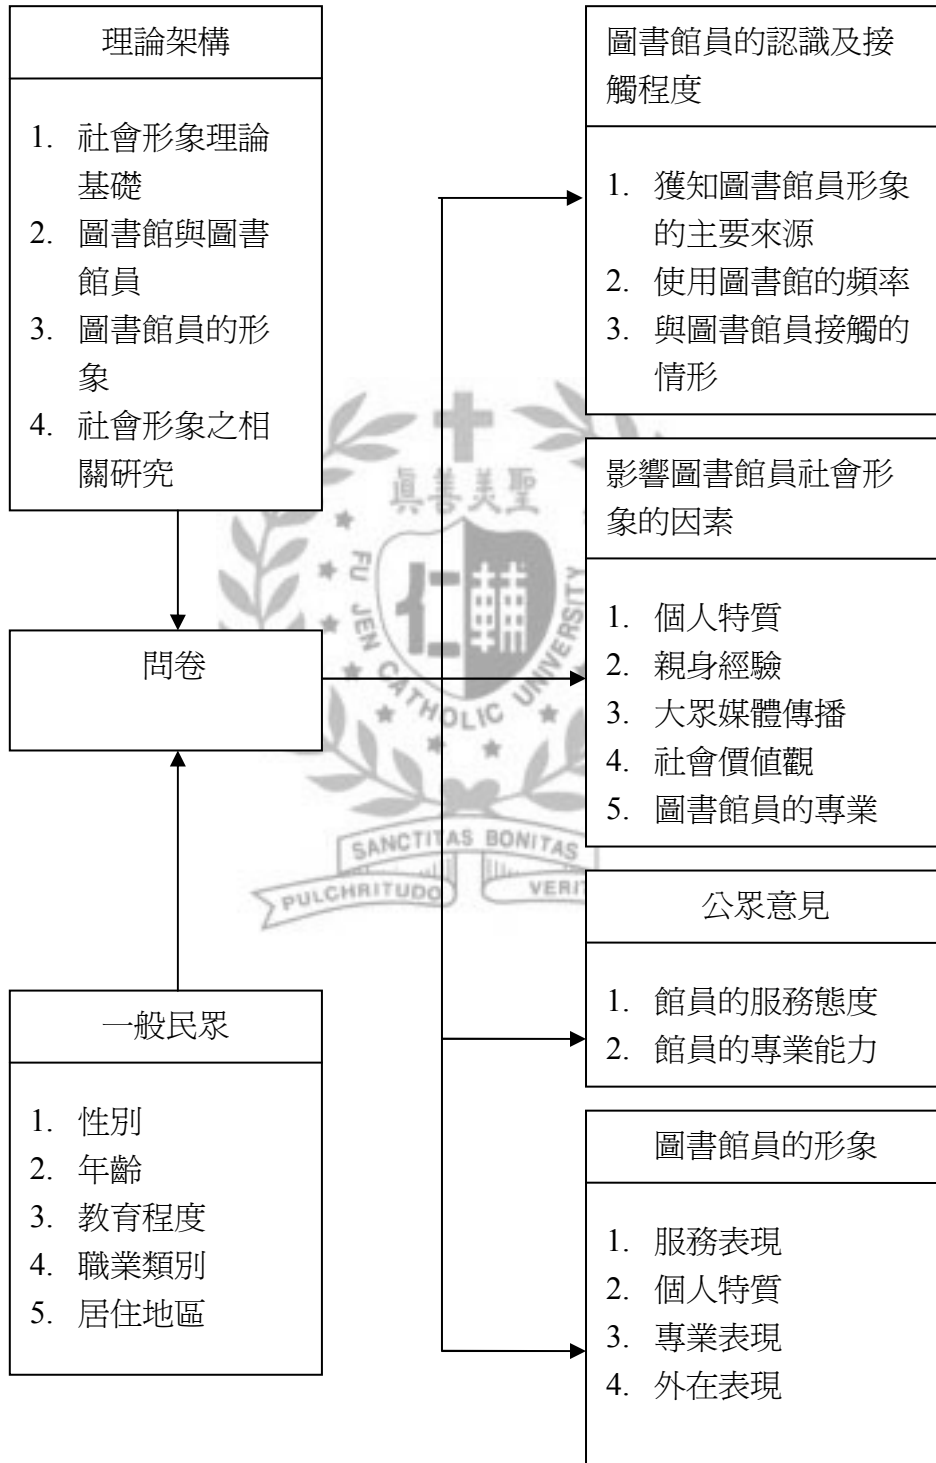 理論架構
1. 社會形象理論
基礎
2. 圖書館與圖書
館員
3. 圖書館員的形
象
4. 社會形象之相
關研究
問卷
一般民眾
1. 性別
2. 年齡
3. 教育程度
4. 職業類別
5. 居住地區
圖書館員的認識及接
觸程度
1. 獲知圖書館員形象
的主要來源
2. 使用圖書館的頻率
3. 與圖書館員接觸的
情形
影響圖書館員社會形
象的因素
1. 個人特質
2. 親身經驗
3. 大眾媒體傳播
4. 社會價值觀
5. 圖書館員的專業
公眾意見
1. 館員的服務態度
2. 館員的專業能力
圖書館員的形象
1. 服務表現
2. 個人特質
3. 專業表現
4. 外在表現
真善美聖
FU JEN CATHOLIC UNIVERSITY
仁輔
SANCTITAS BONITAS
PULCHRITUDO